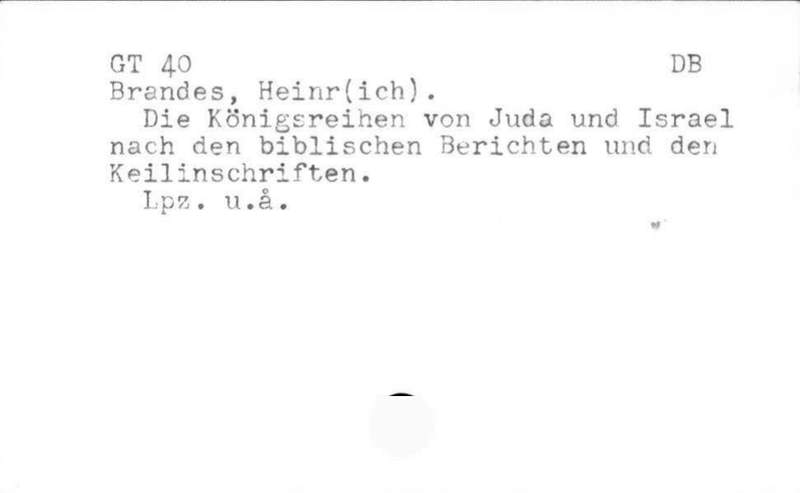 GT 40 DB
Brandes, Heinr(ich).
Die Königsreihen von Juda und Israel
nach den biblischen Berichten und den
Keilinschriften.
Lpz. u.å.